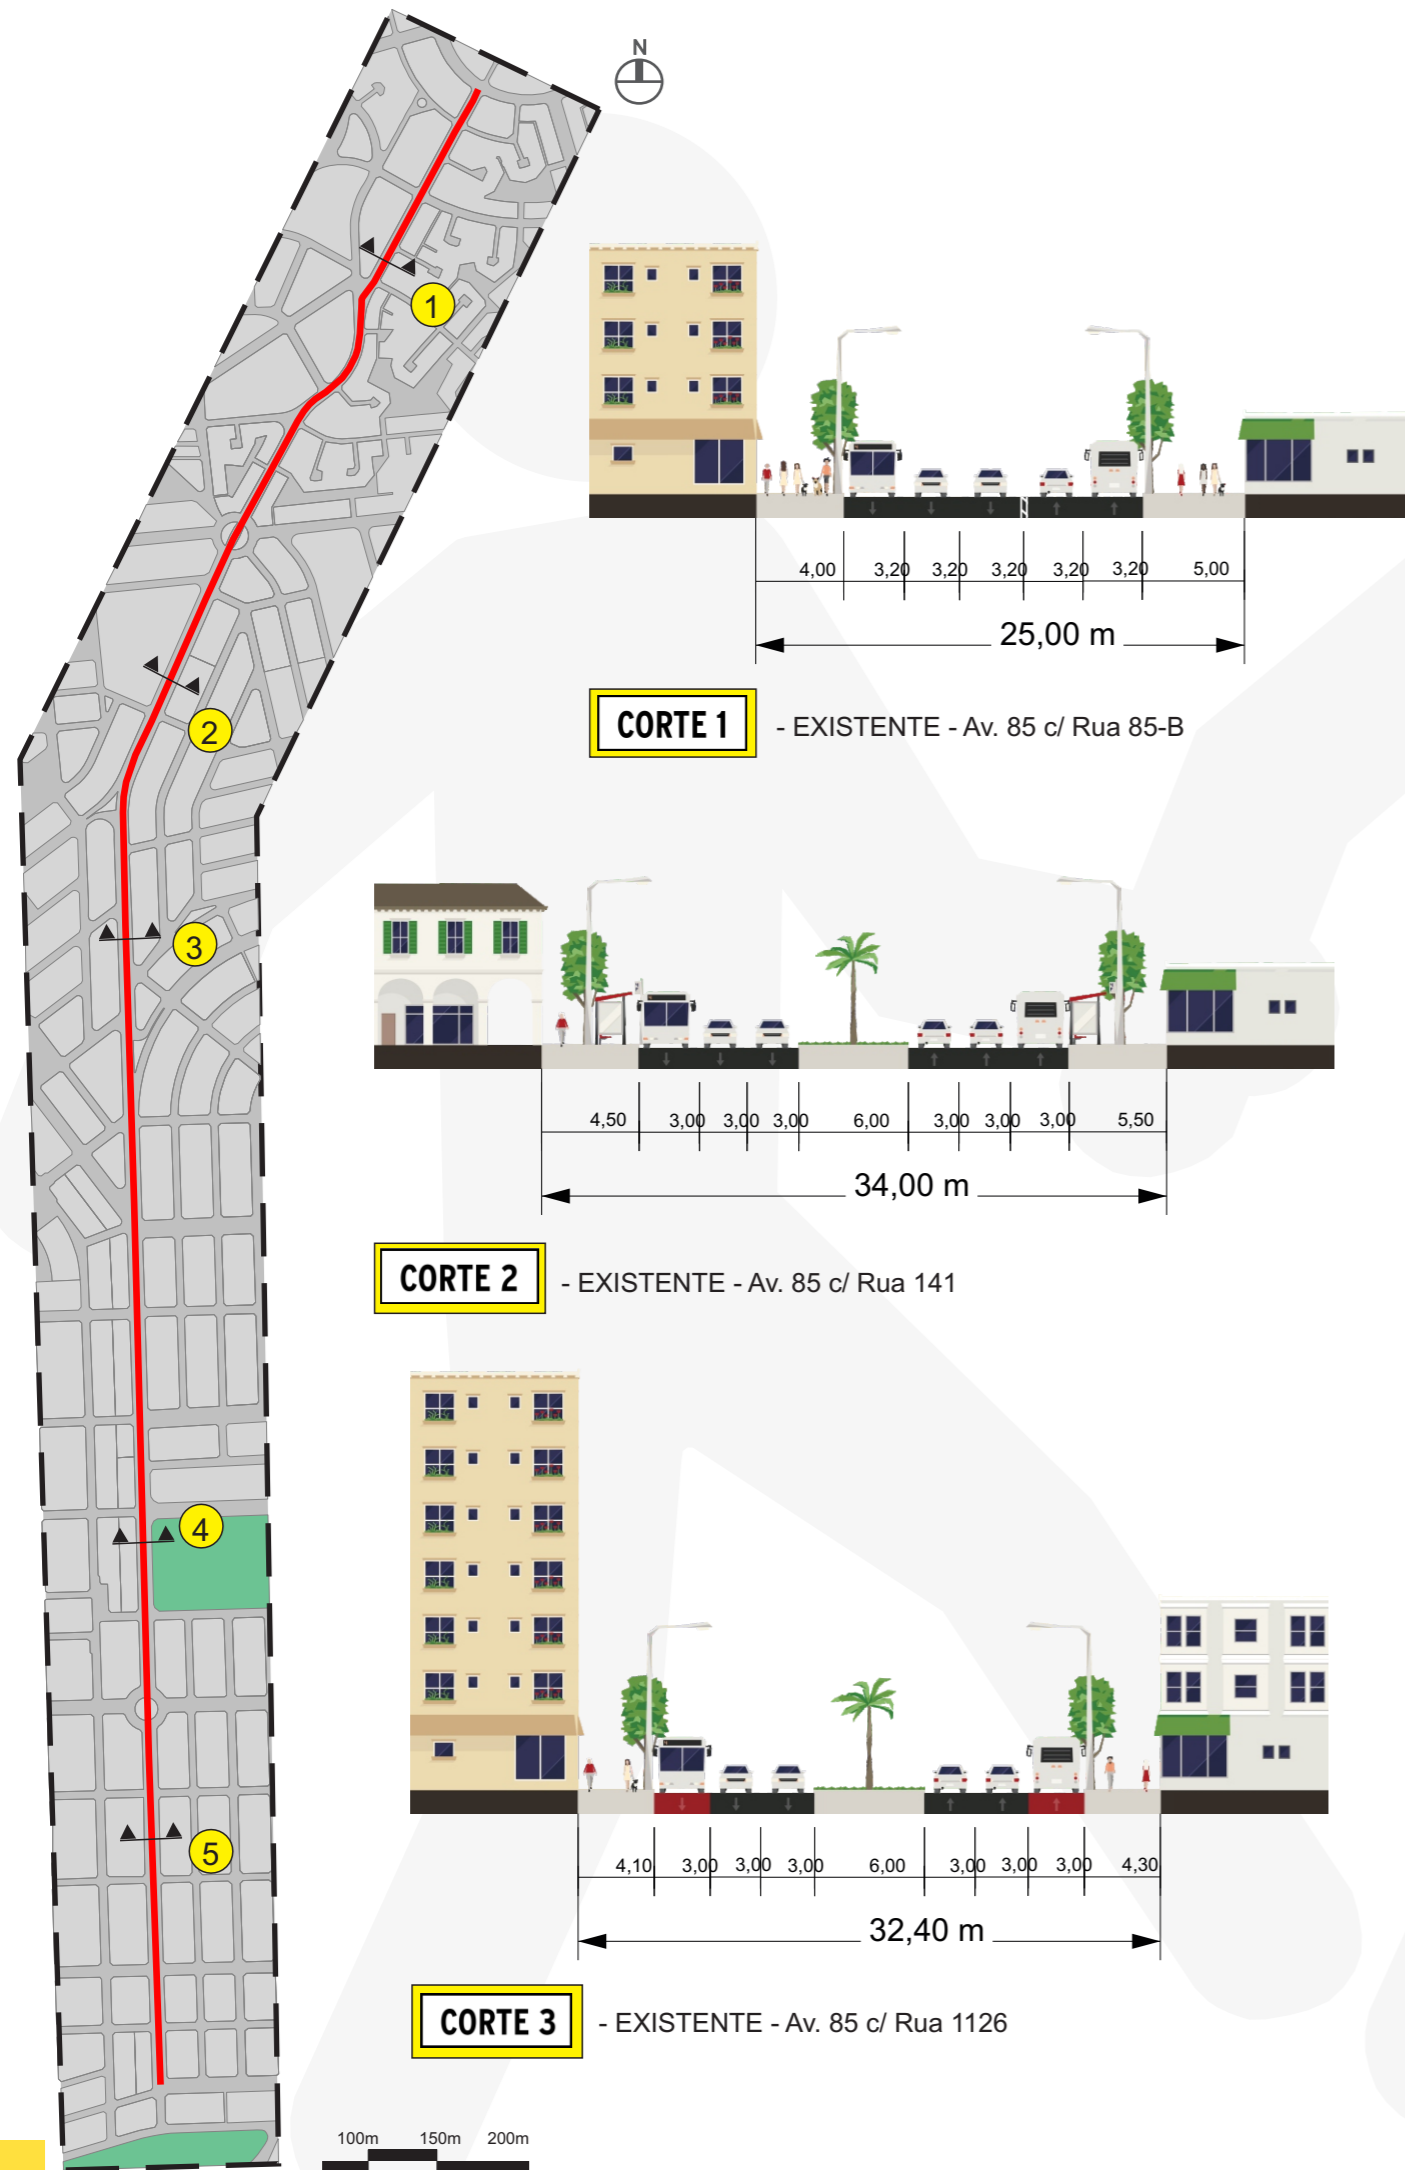 N
1
4,00 3,20 3,20 3,20 3,20 3,20 5,00
25,00 m
CORTE 1 - EXISTENTE - Av. 85 c/ Rua 85-B
2
3
4,50 3,00 3,00 3,00 6,00 3,00 3,00 3,00 5,50
34,00 m
CORTE 2 - EXISTENTE - Av. 85 c/ Rua 141
4
5
4,10 3,00 3,00 3,00 6,00 3,00 3,00 3,00 4,30
32,40 m
CORTE 3 - EXISTENTE - Av. 85 c/ Rua 1126
100m 150m 200m